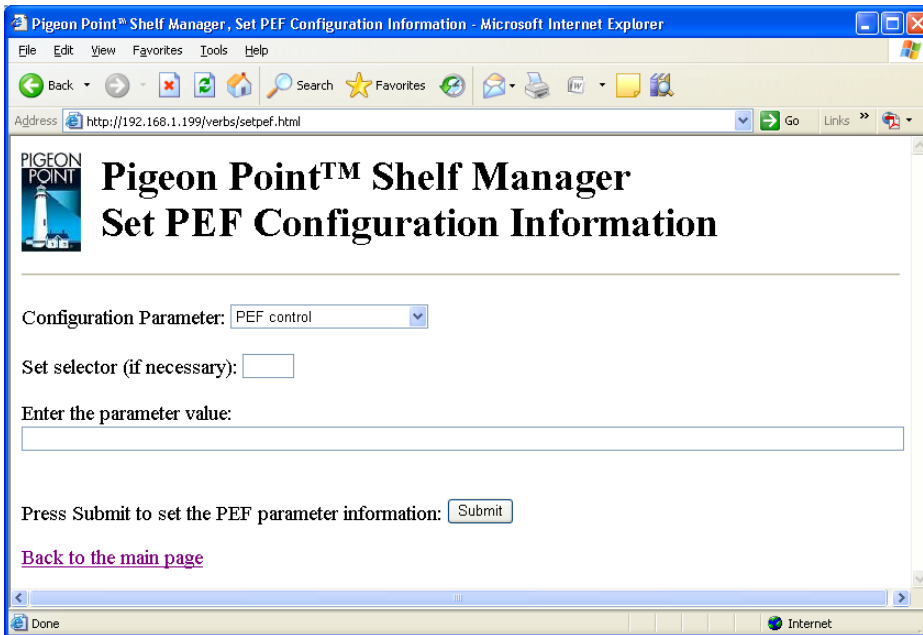 Pigeon Point™ Shelf Manager, Set PEF Configuration Information - Microsoft Internet Explorer
File Edit View Favorites Tools Help
Back Search Favorites
Address http://192.168.1.199/verbs/setpef.html Go Links »
PIGEON
POINT
Pigeon Point™ Shelf Manager
Set PEF Configuration Information
Configuration Parameter: PEF control
Set selector (if necessary):
Enter the parameter value:
Press Submit to set the PEF parameter information: Submit
Back to the main page
Done Internet